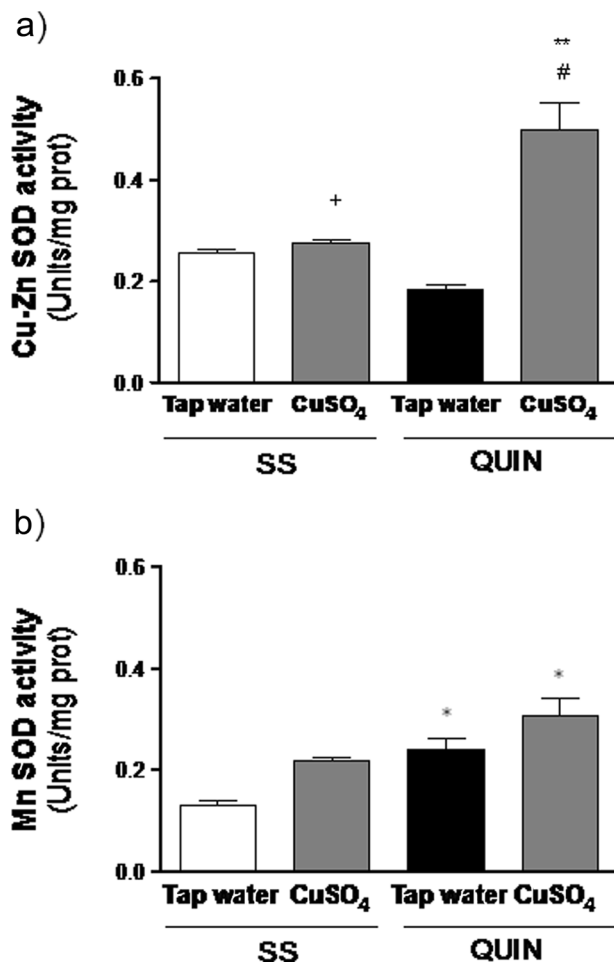 a)
**
#
+
Cu-Zn SOD activity
(Units/mg prot)
0.6
0.4
0.2
0.0
Tap water CuSO4 Tap water CuSO4
SS QUIN
b)
*
*
Mn SOD activity
(Units/mg prot)
0.6
0.4
0.2
0.0
Tap water CuSO4 Tap water CuSO4
SS QUIN